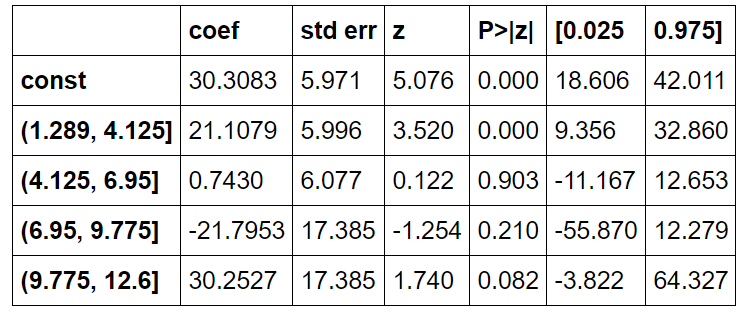 coef std err z P>|z| [0.025 0.975]
const 30.3083 5.971 5.076 0.000 18.606 42.011
(1.289, 4.125] 21.1079 5.996 3.520 0.000 9.356 32.860
(4.125, 6.95] 0.7430 6.077 0.122 0.903 -11.167 12.653
(6.95, 9.775] -21.7953 17.385 -1.254 0.210 -55.870 12.279
(9.775, 12.6] 30.2527 17.385 1.740 0.082 -3.822 64.327